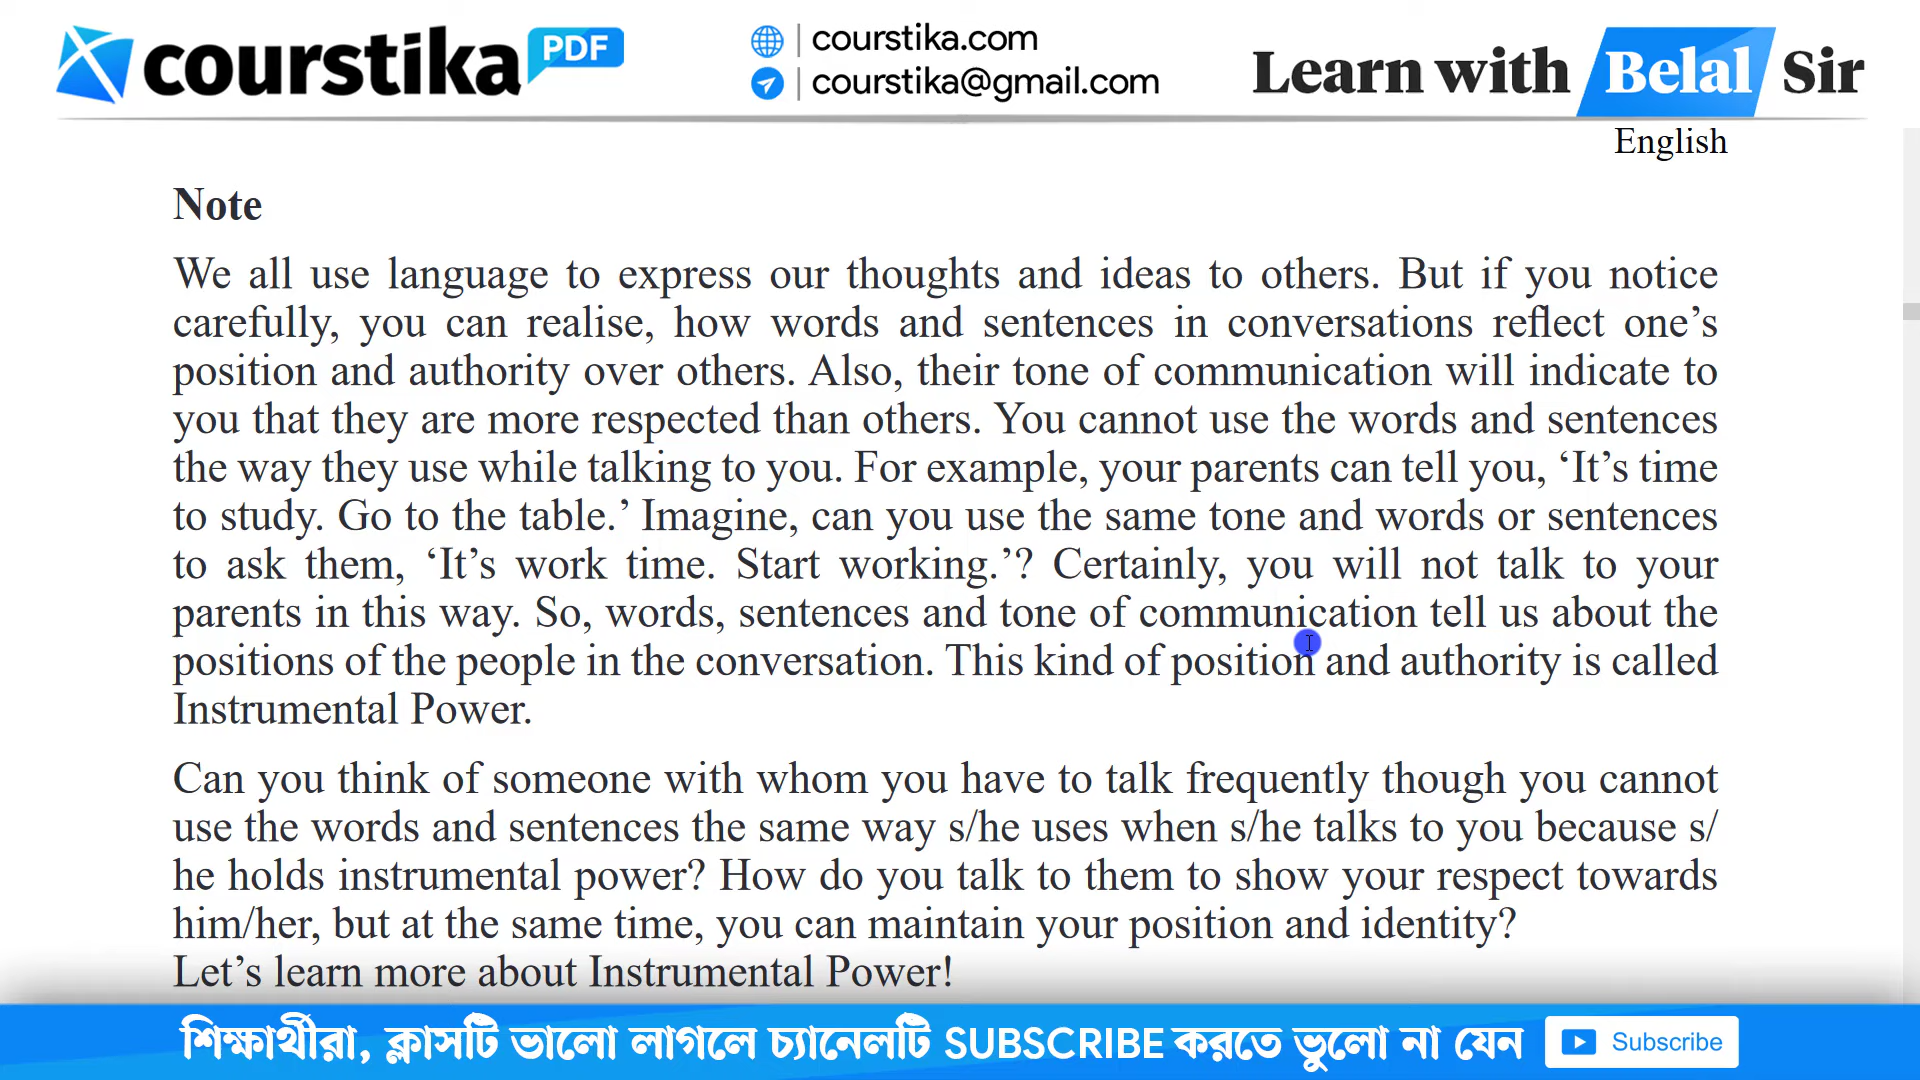 courstika PDF
courstika.com
courstika@gmail.com
Learn with Belal Sir
English
Note
We all use language to express our thoughts and ideas to others. But if you notice
carefully, you can realise, how words and sentences in conversations reflect one’s
position and authority over others. Also, their tone of communication will indicate to
you that they are more respected than others. You cannot use the words and sentences
the way they use while talking to you. For example, your parents can tell you, ‘It’s time
to study. Go to the table.’ Imagine, can you use the same tone and words or sentences
to ask them, ‘It’s work time. Start working.’? Certainly, you will not talk to your
parents in this way. So, words, sentences and tone of communication tell us about the
positions of the people in the conversation. This kind of position and authority is called
Instrumental Power.
Can you think of someone with whom you have to talk frequently though you cannot
use the words and sentences the same way s/he uses when s/he talks to you because s/
he holds instrumental power? How do you talk to them to show your respect towards
him/her, but at the same time, you can maintain your position and identity?
Let’s learn more about Instrumental Power!
শিক্ষার্থীরা, ক্লাসটি ভালো লাগলে চ্যানেলটি SUBSCRIBE করতে ভুলো না যেন
Subscribe